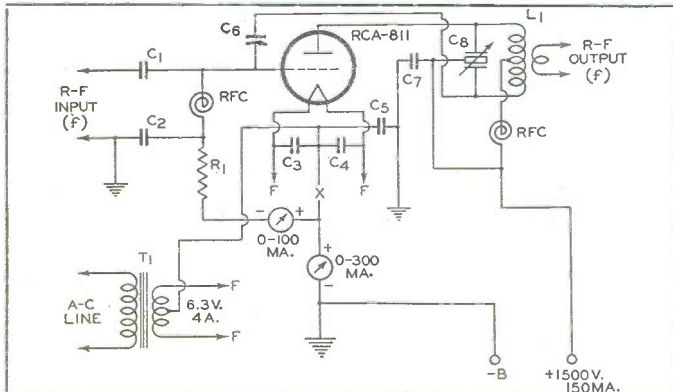 C6
RCA-811
L1
C1
C8
R-F
OUTPUT
(f)
C7
R-F
INPUT
(f)
RFC
C5
RFC
C2
C3
C4
R1
F
X
F
-
+
0-100
MA.
+
0-300
MA.
-
T1
A-C
LINE
6.3V.
4A.
F
F
-B
+1500V.
150MA.